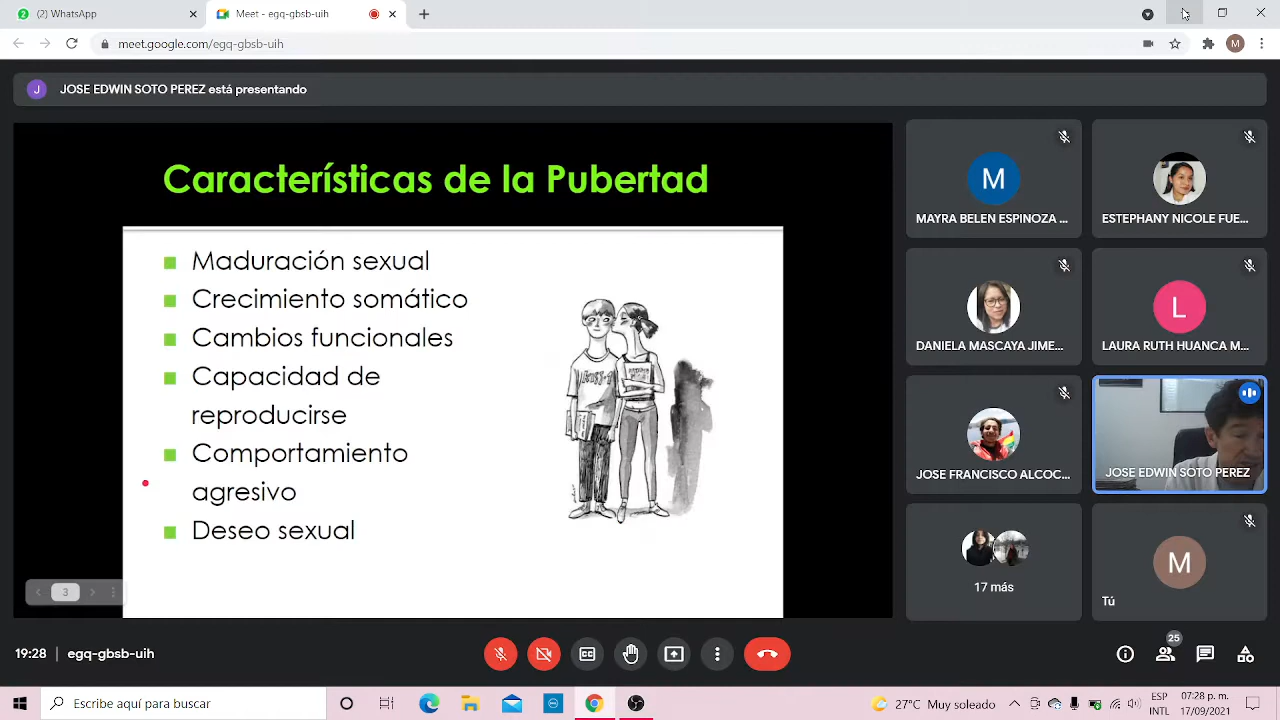 (2) WhatsApp
Meet - egq-gbsb-uih
meet.google.com/egq-gbsb-uih
M
J
JOSE EDWIN SOTO PEREZ está presentando
Características de la Pubertad
Maduración sexual
Crecimiento somático
Cambios funcionales
Capacidad de
reproducirse
Comportamiento
agresivo
Deseo sexual
3
M
MAYRA BELEN ESPINOZA ...
ESTEPHANY NICOLE FUE...
DANIELA MASCAYA JIME...
L
LAURA RUTH HUANCA M...
JOSE FRANCISCO ALCOC...
JOSE EDWIN SOTO PEREZ
17 más
M
Tú
19:28 | egq-gbsb-uih
25
Escribe aquí para buscar
27°C Muy soleado
ESP
INTL
07:28 p. m.
17/09/2021